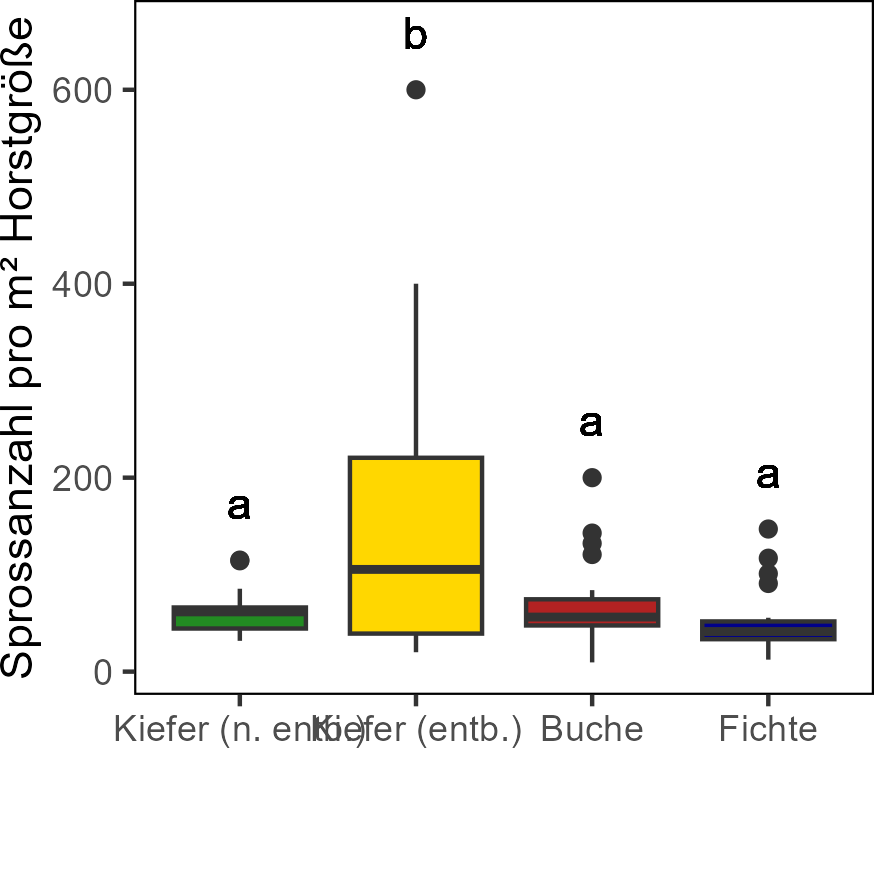 Sprossanzahl pro m² Horstgröße
600
400
200
0
b
a
a
a
Kiefer (n. entb.)
Kiefer (entb.)
Buche
Fichte